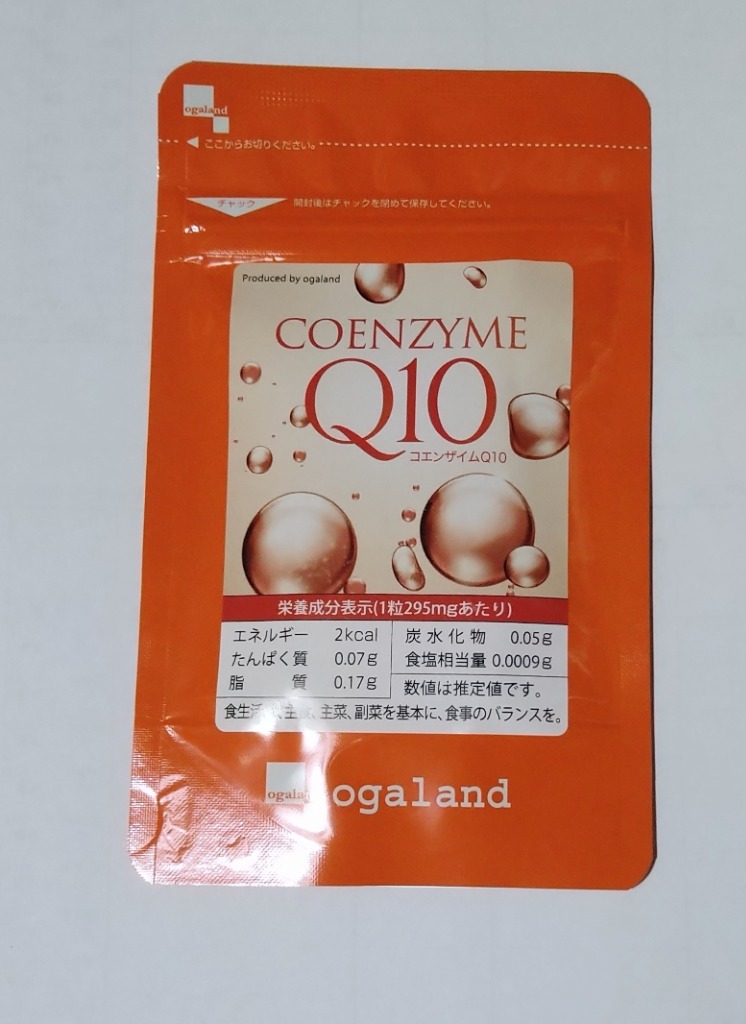 ogaland
ここからお切りください。
チャック
開封後はチャックを閉めて保存してください。
Produced by ogaland
COENZYME
Q10
コエンザイムQ10
栄養成分表示(1粒295mgあたり)
エネルギー 2kcal
炭水化物 0.05g
たんぱく質 0.07g
食塩相当量 0.0009g
脂質 0.17g
数値は推定値です。
食生活、主菜、副菜を基本に、食事のバランスを。
ogaland